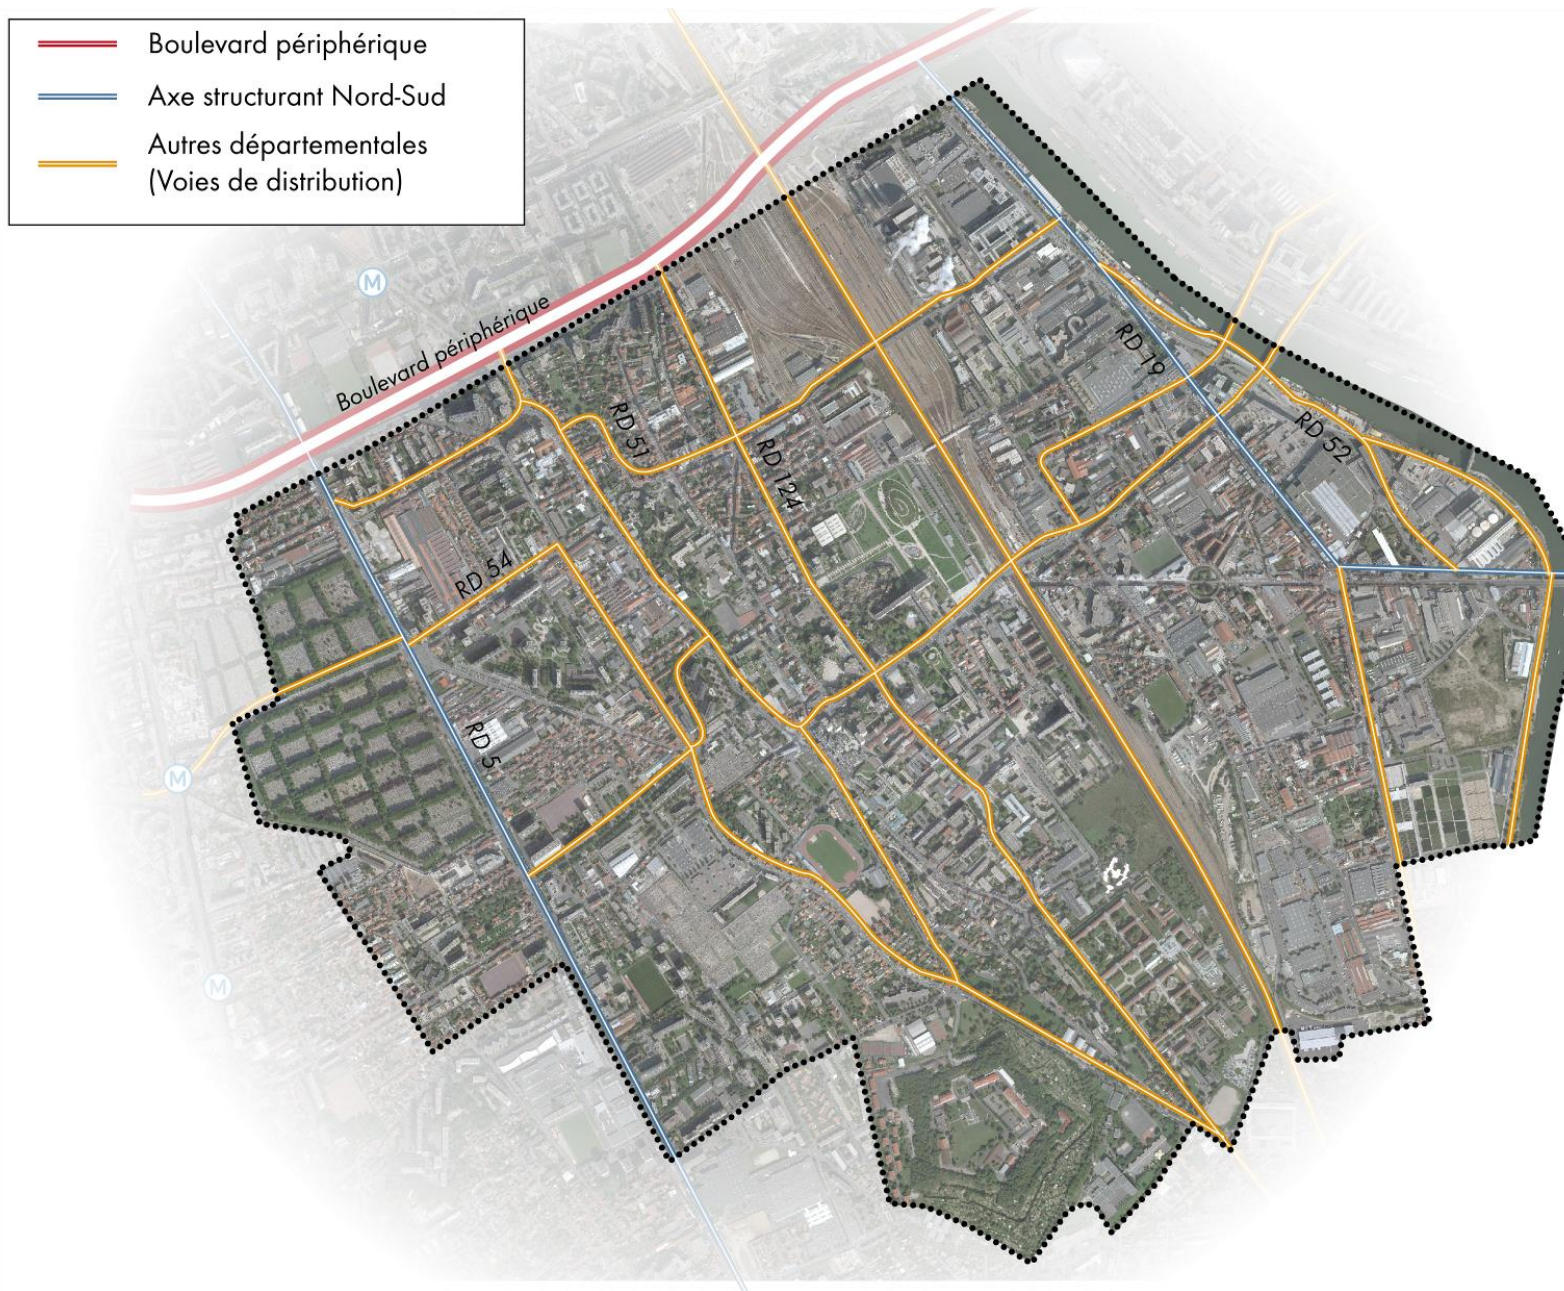 Boulevard périphérique
Axe structurant Nord-Sud
Autres départementales
(Voies de distribution)
M
Boulevard périphérique
RD 19
RD 51
RD 52
RD 124
RD 54
RD 5
M
M